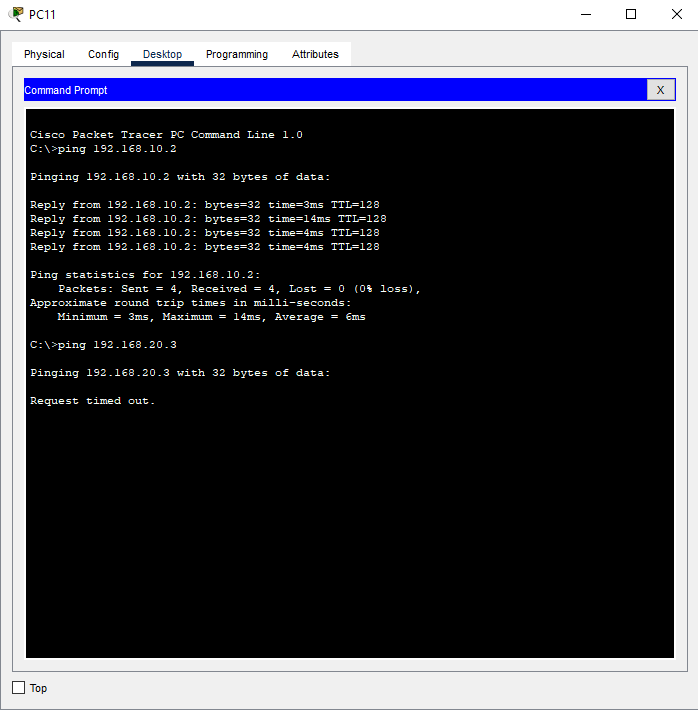 PC11
Physical Config Desktop Programming Attributes
Command Prompt X
Cisco Packet Tracer PC Command Line 1.0
C:\>ping 192.168.10.2
Pinging 192.168.10.2 with 32 bytes of data:
Reply from 192.168.10.2: bytes=32 time=3ms TTL=128
Reply from 192.168.10.2: bytes=32 time=14ms TTL=128
Reply from 192.168.10.2: bytes=32 time=4ms TTL=128
Reply from 192.168.10.2: bytes=32 time=4ms TTL=128
Ping statistics for 192.168.10.2:
Packets: Sent = 4, Received = 4, Lost = 0 (0% loss),
Approximate round trip times in milli-seconds:
Minimum = 3ms, Maximum = 14ms, Average = 6ms
C:\>ping 192.168.20.3
Pinging 192.168.20.3 with 32 bytes of data:
Request timed out.
Top